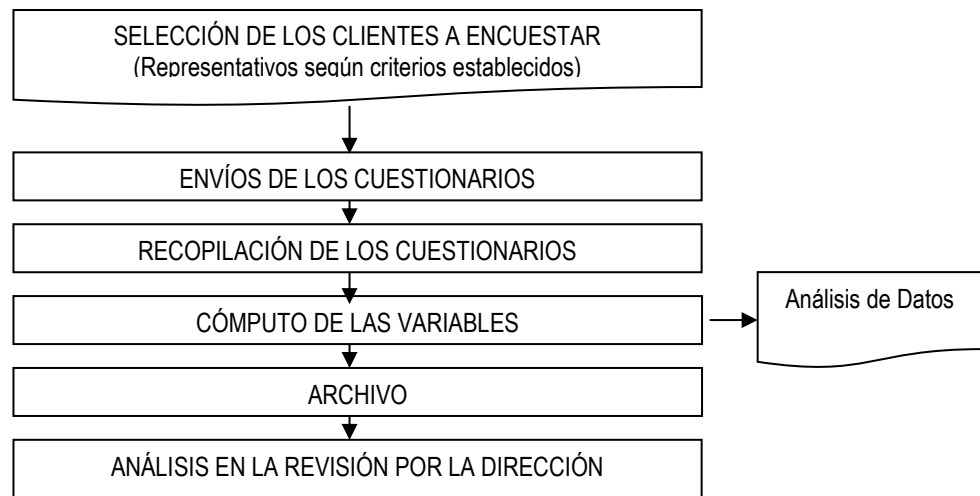 SELECCIÓN DE LOS CLIENTES A ENCUESTAR
(Representativos según criterios establecidos)
ENVÍOS DE LOS CUESTIONARIOS
RECOPILACIÓN DE LOS CUESTIONARIOS
CÓMPUTO DE LAS VARIABLES
Análisis de Datos
ARCHIVO
ANÁLISIS EN LA REVISIÓN POR LA DIRECCIÓN